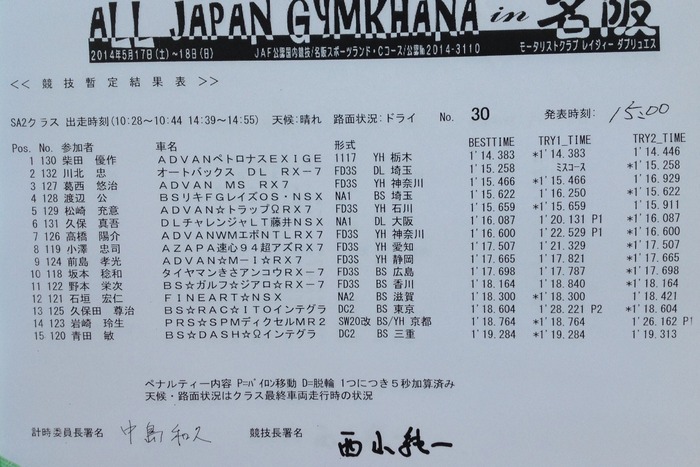 ALL JAPAN GYMKHANA in 名阪
2014年5月17日(土)~18日(日) JAF公認国内競技/名阪スポーツランド・Cコース/公認№2014-3110 モータリストクラブ レイディー ダブリュエス
<< 競 技 暫 定 結 果 表 >>
SA2クラス 出走時刻(10:28~10:44 14:39~14:55) 天候:晴れ 路面状況:ドライ No. 30 発表時刻: 15:00
Pos. No. 参加者 車名 形式 BESTTIME TRY1_TIME TRY2_TIME
1 130 柴田 優作 ADVANペトロナスEXIGE 1117 YH 栃木 1'14.383 *1'14.383 1'14.446
2 132 川北 忠 オートバックス DL RX-7 FD3S DL 埼玉 1'15.258 ミスコース *1'15.258
3 127 葛西 悠治 ADVAN MS RX7 FD3S YH 神奈川 1'15.466 *1'15.466 1'15.929
4 128 渡辺 公 BSリキFGレイズOS・NSX NA1 BS 埼玉 1'15.622 1'16.250 *1'15.622
5 129 松崎 充意 ADVAN☆トラップΩRX7 FD3S YH 石川 1'15.659 *1'15.659 1'15.911
6 131 久保 真吾 DLチャレンジャLT藤井NSX NA1 DL 大阪 1'16.087 1'20.131 P1 *1'16.087
7 126 高橋 陽介 ADVANWMエボNTLRX7 FD3S YH 神奈川 1'16.600 1'22.529 P1 *1'16.600
8 119 小澤 忠司 AZAPA速心94超アズRX7 FD3S YH 愛知 1'17.507 1'21.329 *1'17.507
9 124 前島 孝光 ADVAN☆M-I☆RX7 FD3S YH 静岡 1'17.665 1'17.821 *1'17.665
10 118 坂本 稔和 タイヤマンきさアンコウRX-7 FD3S BS 広島 1'17.698 1'17.787 *1'17.698
11 122 野本 栄次 BS☆ガルフ☆ジアロ☆RX-7 FD3S BS 香川 1'18.164 1'18.840 *1'18.164
12 121 石垣 宏仁 FINEART☆NSX NA2 BS 滋賀 1'18.300 *1'18.300 1'18.421
13 125 久保田 尊治 BS☆RAC☆ITOインテグラ DC2 BS 東京 1'18.604 1'28.221 P2 *1'18.604
14 123 岩崎 玲生 PRS☆SPMディクセルMR2 SW20改 BS/YH 京都 1'18.764 *1'18.764 1'26.162 P1
15 120 青田 敏 BS☆DASH☆Ωインテグラ DC2 BS 三重 1'19.284 *1'19.284 1'19.313
ペナルティー内容 P=パイロン移動 D=脱輪 1つにつき5秒加算済み
天候・路面状況はクラス最終車両走行時の状況
計時委員長署名 中島和久 競技長署名 西小純一